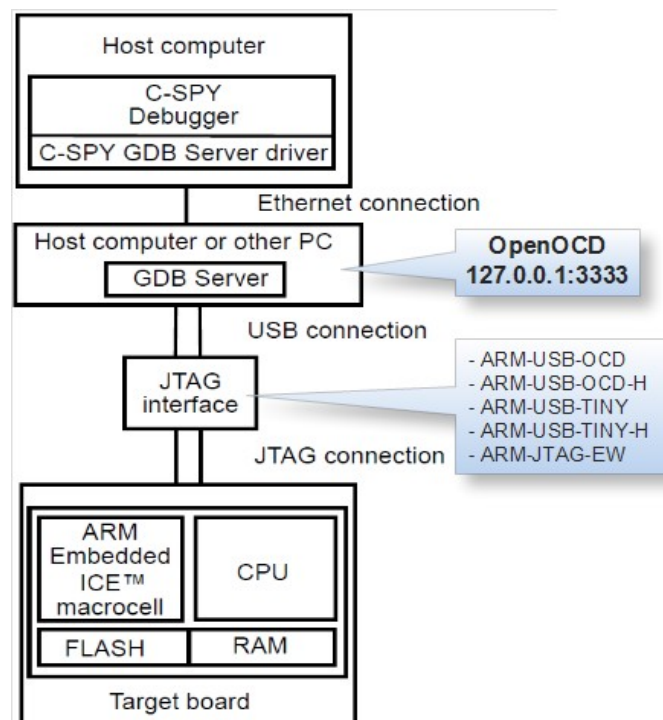 Host computer
C-SPY
Debugger
C-SPY GDB Server driver
Ethernet connection
Host computer or other PC
GDB Server
OpenOCD
127.0.0.1:3333
USB connection
JTAG
interface
- ARM-USB-OCD
- ARM-USB-OCD-H
- ARM-USB-TINY
- ARM-USB-TINY-H
- ARM-JTAG-EW
JTAG connection
ARM
Embedded
ICE™
macrocell
CPU
FLASH
RAM
Target board